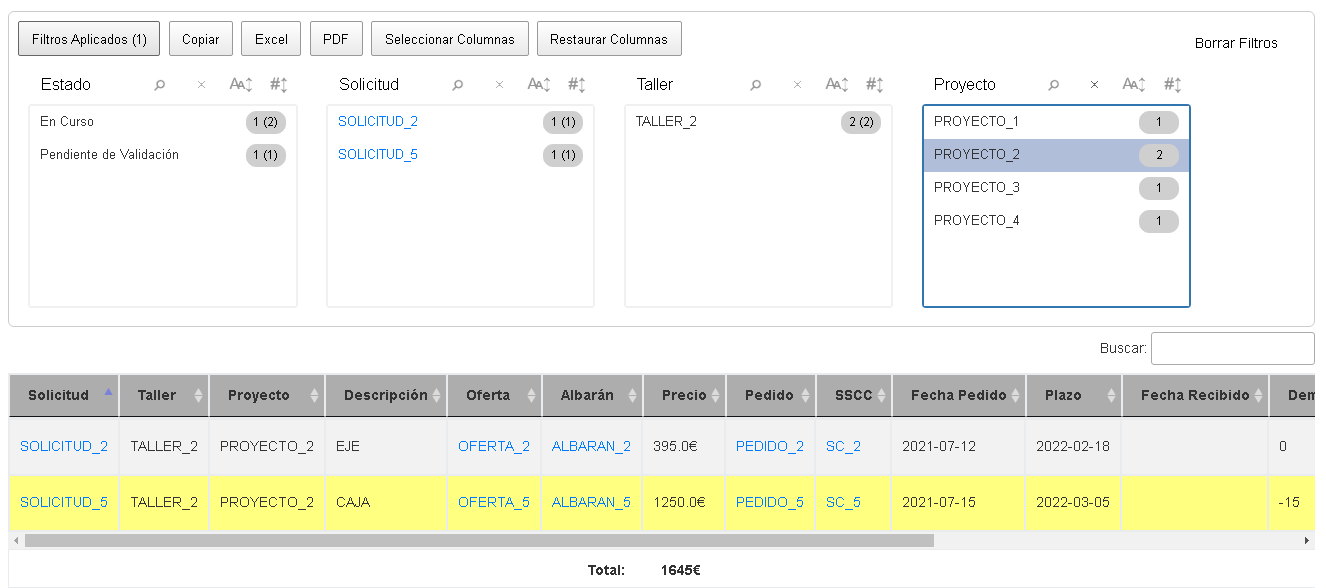 Filtros Aplicados (1) Copiar Excel PDF Seleccionar Columnas Restaurar Columnas Borrar Filtros
Estado Solicitud Taller Proyecto
En Curso 1 (2) SOLICITUD_2 1 (1) TALLER_2 2 (2) PROYECTO_1 1
Pendiente de Validación 1 (1) SOLICITUD_5 1 (1) PROYECTO_2 2
PROYECTO_3 1
PROYECTO_4 1
Buscar:
Solicitud Taller Proyecto Descripción Oferta Albarán Precio Pedido SSCC Fecha Pedido Plazo Fecha Recibido Dem
SOLICITUD_2 TALLER_2 PROYECTO_2 EJE OFERTA_2 ALBARAN_2 395.0€ PEDIDO_2 SC_2 2021-07-12 2022-02-18 0
SOLICITUD_5 TALLER_2 PROYECTO_2 CAJA OFERTA_5 ALBARAN_5 1250.0€ PEDIDO_5 SC_5 2021-07-15 2022-03-05 -15
Total: 1645€